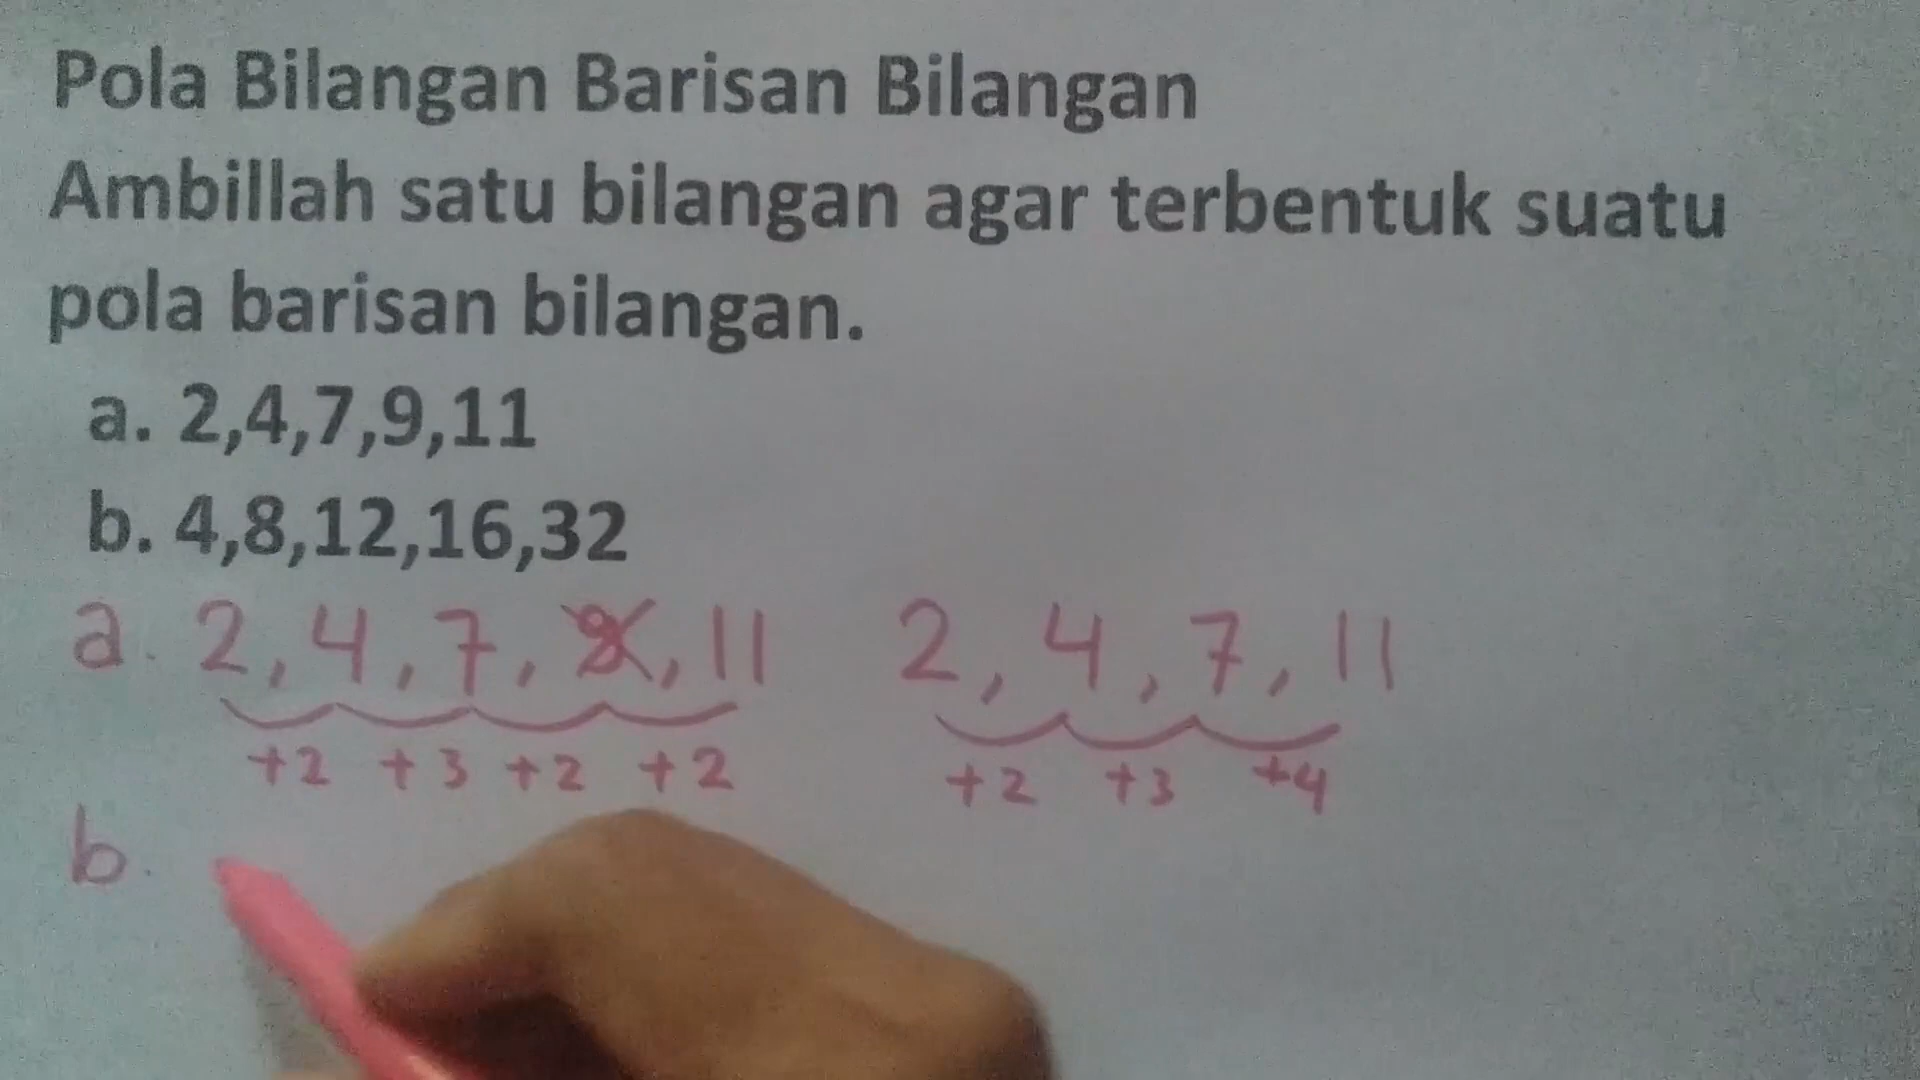 Pola Bilangan Barisan Bilangan
Ambillah satu bilangan agar terbentuk suatu
pola barisan bilangan.
a. 2,4,7,9,11
b. 4,8,12,16,32
a. 2, 4, 7, 9, 11 2, 4, 7, 11
+2 +3 +2 +2 +2 +3 +4
b.